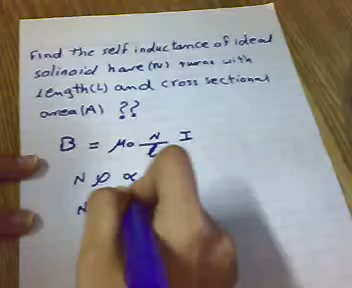 Find the self inductance of ideal
solinoid have (N) turns with
Length(L) and cross sectional
area(A) ??
B = μ₀ N/l I
N φ ∝
N